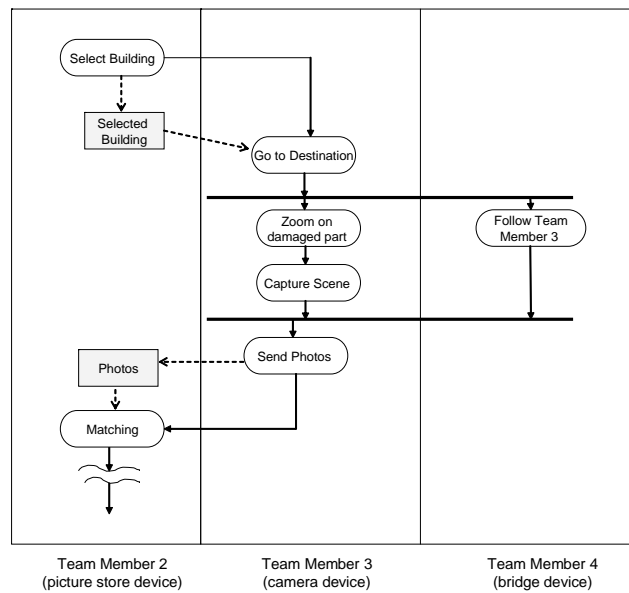 Select Building
Selected
Building
Go to Destination
Zoom on
damaged part
Follow Team
Member 3
Capture Scene
Send Photos
Photos
Matching
Team Member 2
(picture store device)
Team Member 3
(camera device)
Team Member 4
(bridge device)